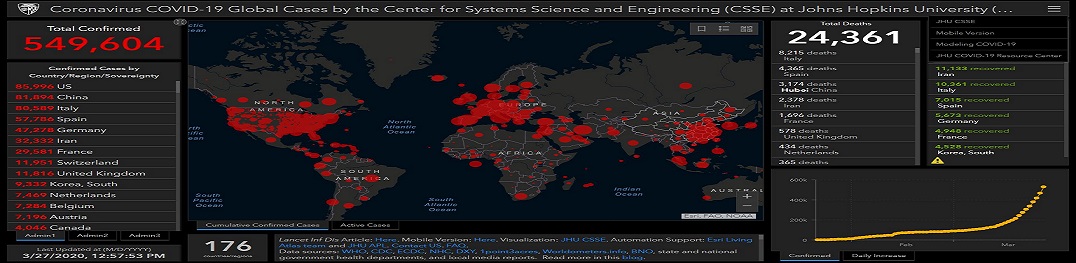 Coronavirus COVID-19 Global Cases by the Center for Systems Science and Engineering (CSSE) at Johns Hopkins University (...
Total Confirmed
549,604
Confirmed Cases by
Country/Region/Sovereignty
85,996 US
81,894 China
80,589 Italy
57,786 Spain
47,278 Germany
32,332 Iran
29,581 France
11,951 Switzerland
11,816 United Kingdom
9,332 Korea, South
7,469 Netherlands
7,284 Belgium
7,196 Austria
4,046 Canada
Admin1 Admin2 Admin3
Last Updated at (M/D/YYYY)
3/27/2020, 12:57:53 PM
NORTH
AMERICA
North
Atlantic
Ocean
EUROPE
ASIA
AFRICA
SOUTH
AMERICA
South
Pacific
Ocean
South
Atlantic
Ocean
Indian
Ocean
AUSTRAL
+
Esri, FAO, NOAA
Cumulative Confirmed Cases Active Cases
176
countries/regions
Lancet Inf Dis Article: Here. Mobile Version: Here. Visualization: JHU CSSE. Automation Support: Esri Living
Atlas team and JHU APL. Contact US. FAQ.
Data sources: WHO, CDC, ECDC, NHC, DXY, 1point3acres, Worldometers.info, BNO, state and national
government health departments, and local media reports. Read more in this blog.
Total Deaths
24,361
8,215 deaths
Italy
4,365 deaths
Spain
3,174 deaths
Hubei China
2,378 deaths
Iran
1,696 deaths
France
578 deaths
United Kingdom
434 deaths
Netherlands
365 deaths
JHU CSSE
Mobile Version
Modeling COVID-19
JHU COVID-19 Resource Center
11,133 recovered
Iran
10,361 recovered
Italy
7,015 recovered
Spain
5,673 recovered
Germany
4,948 recovered
France
4,528 recovered
Korea, South
600k
400k
200k
0
Feb Mar
Confirmed Daily Increase